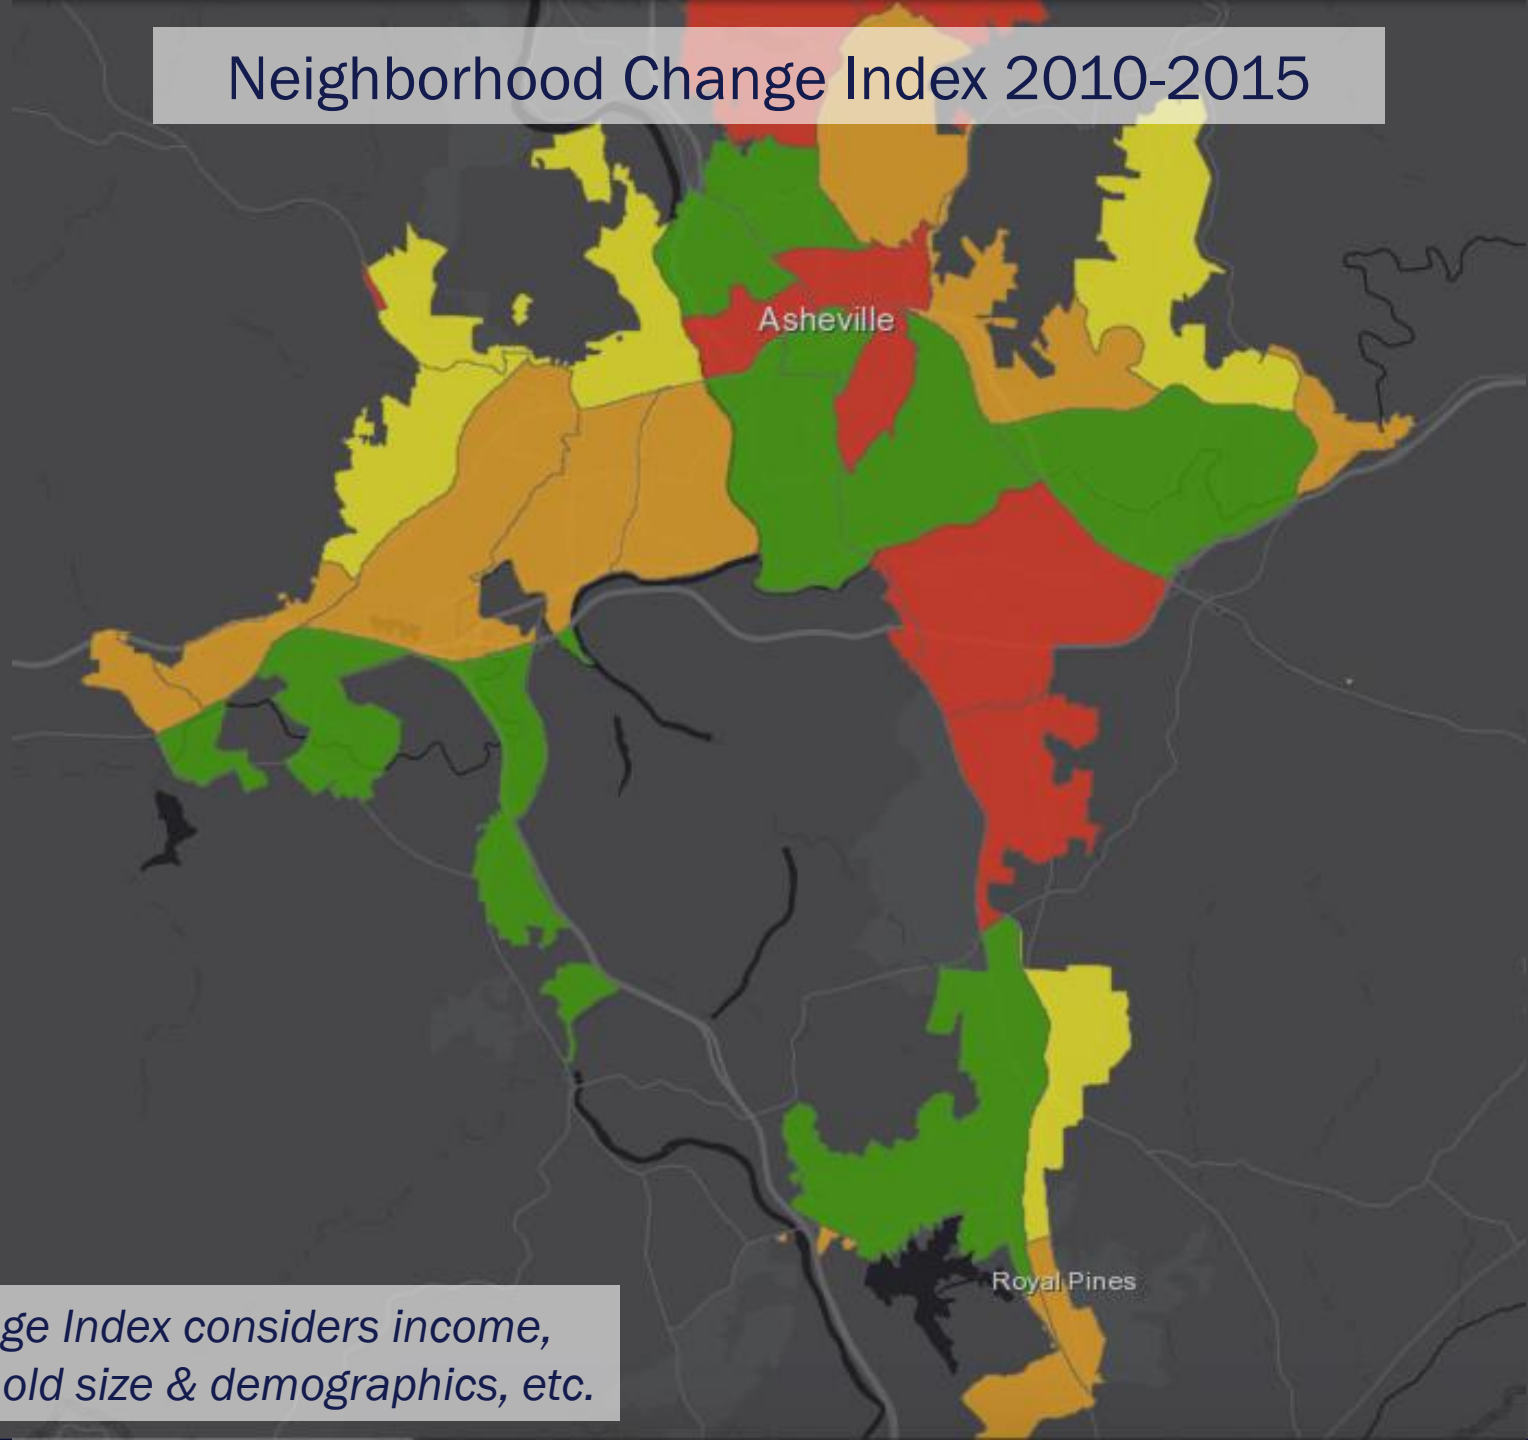 Neighborhood Change Index 2010-2015
Asheville
Royal Pines
ge Index considers income,
old size & demographics, etc.